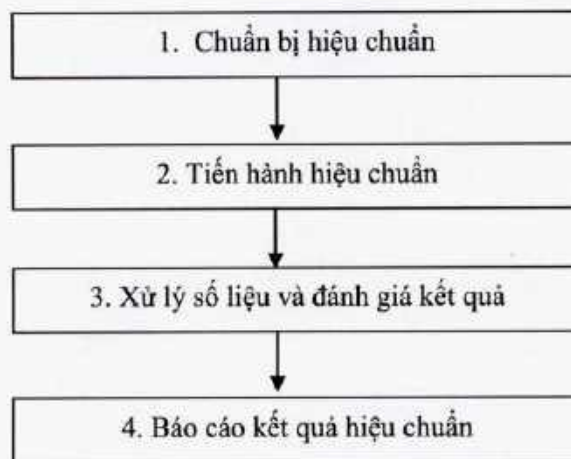 1. Chuẩn bị hiệu chuẩn
2. Tiến hành hiệu chuẩn
3. Xử lý số liệu và đánh giá kết quả
4. Báo cáo kết quả hiệu chuẩn